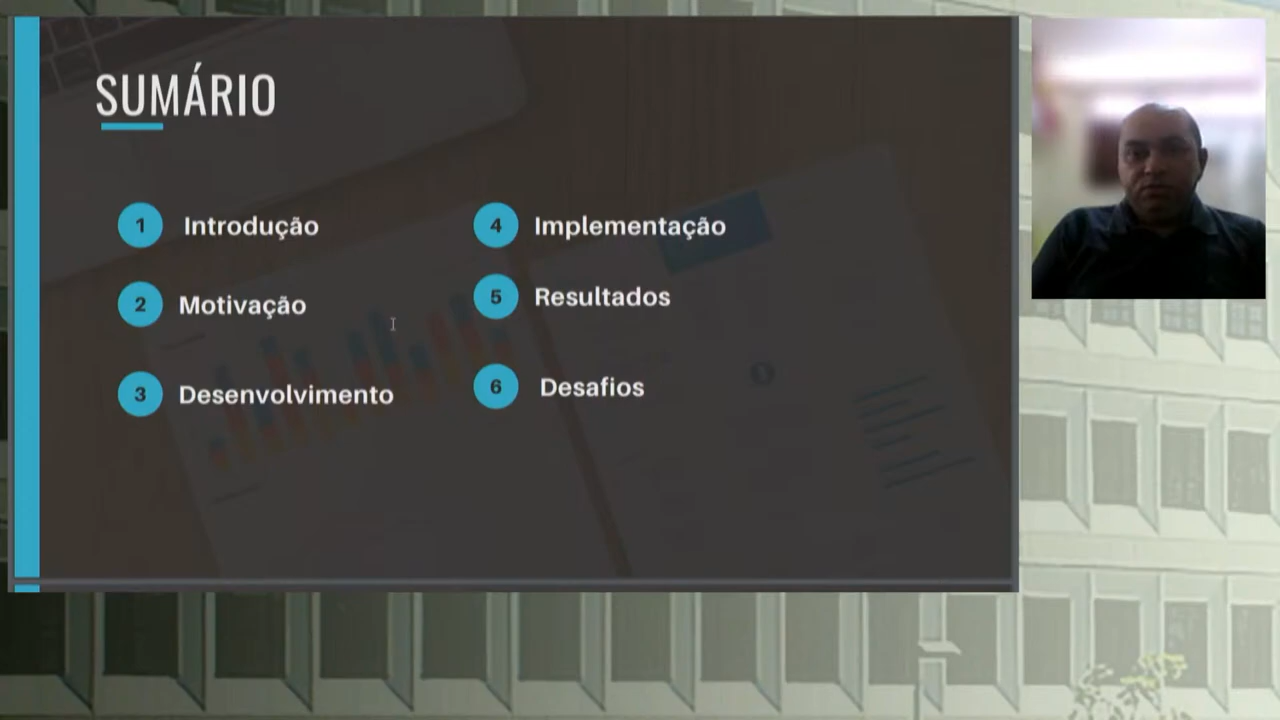 SUMÁRIO
1 Introdução
2 Motivação
3 Desenvolvimento
4 Implementação
5 Resultados
6 Desafios